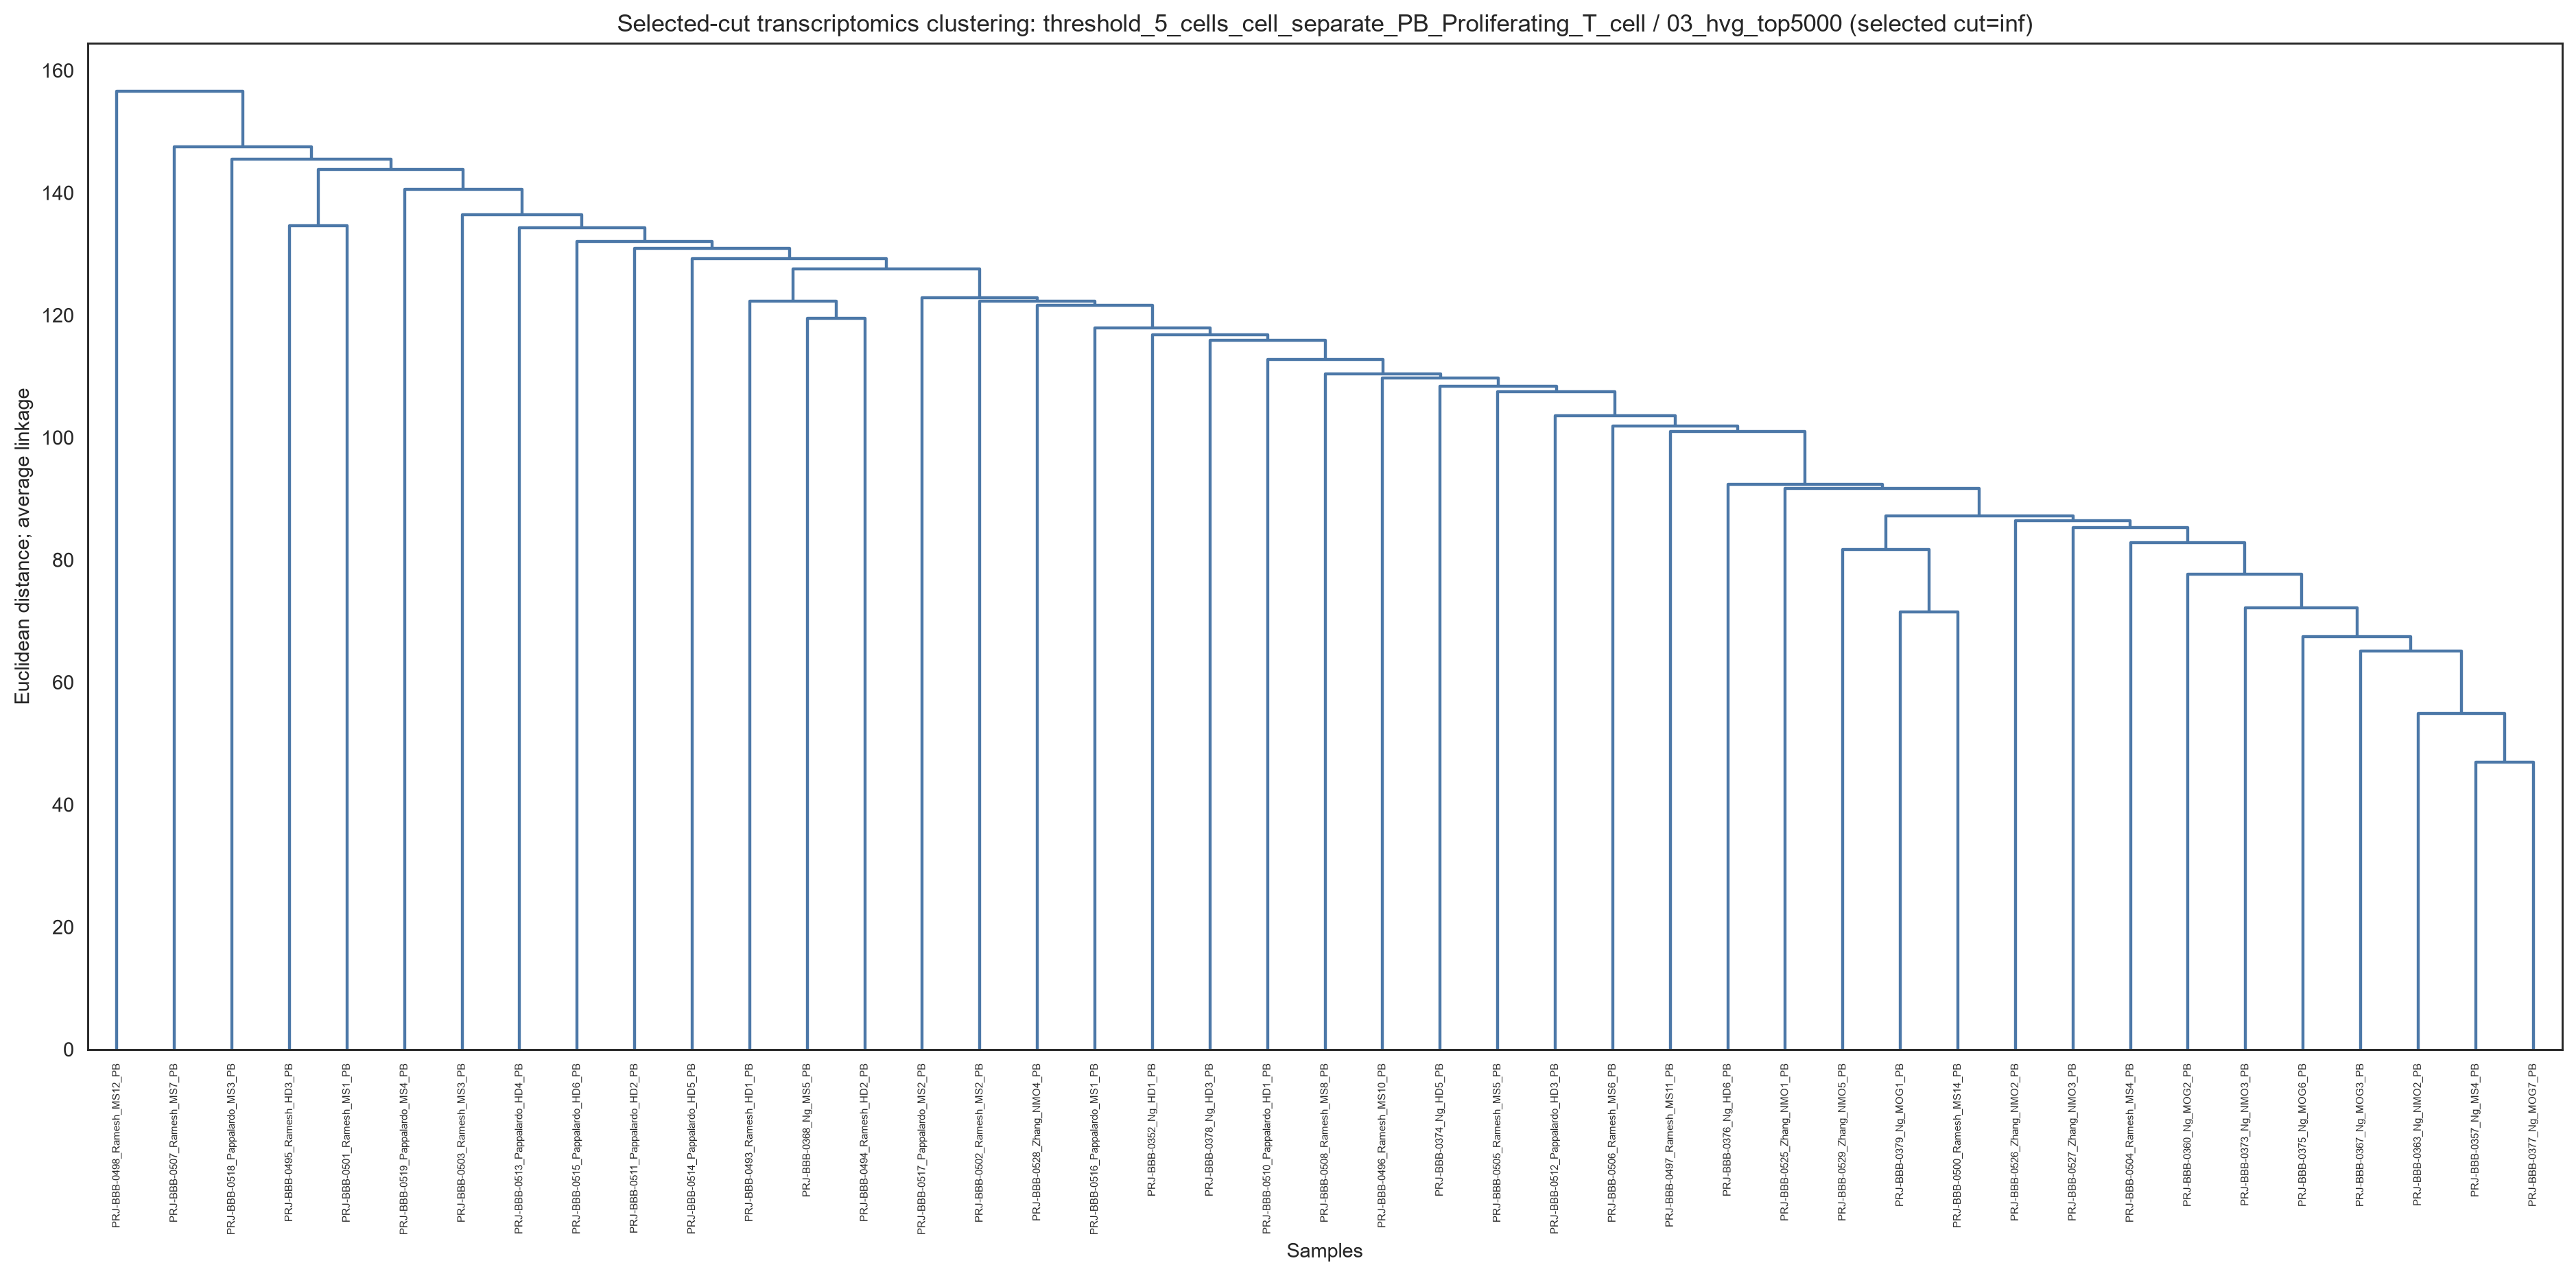 Selected-cut transcriptomics clustering: threshold_5_cells_cell_separate_PB_Proliferating_T_cell / 03_hvg_top5000 (selected cut=inf)
160
140
120
100
80
60
40
20
0
Euclidean distance; average linkage
PRJ-BBB-0498_Ramesh_MS12_PB
PRJ-BBB-0507_Ramesh_MS7_PB
PRJ-BBB-0518_Pappalardo_MS3_PB
PRJ-BBB-0495_Ramesh_HD3_PB
PRJ-BBB-0501_Ramesh_MS1_PB
PRJ-BBB-0519_Pappalardo_MS4_PB
PRJ-BBB-0503_Ramesh_MS3_PB
PRJ-BBB-0513_Pappalardo_HD4_PB
PRJ-BBB-0515_Pappalardo_HD6_PB
PRJ-BBB-0511_Pappalardo_HD2_PB
PRJ-BBB-0514_Pappalardo_HD5_PB
PRJ-BBB-0493_Ramesh_HD1_PB
PRJ-BBB-0368_Ng_MS5_PB
PRJ-BBB-0494_Ramesh_HD2_PB
PRJ-BBB-0517_Pappalardo_MS2_PB
PRJ-BBB-0502_Ramesh_MS2_PB
PRJ-BBB-0528_Zhang_NMO4_PB
PRJ-BBB-0516_Pappalardo_MS1_PB
PRJ-BBB-0352_Ng_HD1_PB
PRJ-BBB-0378_Ng_HD3_PB
PRJ-BBB-0510_Pappalardo_HD1_PB
PRJ-BBB-0508_Ramesh_MS8_PB
PRJ-BBB-0496_Ramesh_MS10_PB
PRJ-BBB-0374_Ng_HD5_PB
PRJ-BBB-0505_Ramesh_MS5_PB
PRJ-BBB-0512_Pappalardo_HD3_PB
PRJ-BBB-0506_Ramesh_MS6_PB
PRJ-BBB-0497_Ramesh_MS11_PB
PRJ-BBB-0376_Ng_HD6_PB
PRJ-BBB-0525_Zhang_NMO1_PB
PRJ-BBB-0529_Zhang_NMO5_PB
PRJ-BBB-0379_Ng_MOG1_PB
PRJ-BBB-0500_Ramesh_MS14_PB
PRJ-BBB-0526_Zhang_NMO2_PB
PRJ-BBB-0527_Zhang_NMO3_PB
PRJ-BBB-0504_Ramesh_MS4_PB
PRJ-BBB-0360_Ng_MOG2_PB
PRJ-BBB-0373_Ng_NMO3_PB
PRJ-BBB-0375_Ng_MOG6_PB
PRJ-BBB-0367_Ng_MOG3_PB
PRJ-BBB-0363_Ng_NMO2_PB
PRJ-BBB-0357_Ng_MS4_PB
PRJ-BBB-0377_Ng_MOG7_PB
Samples